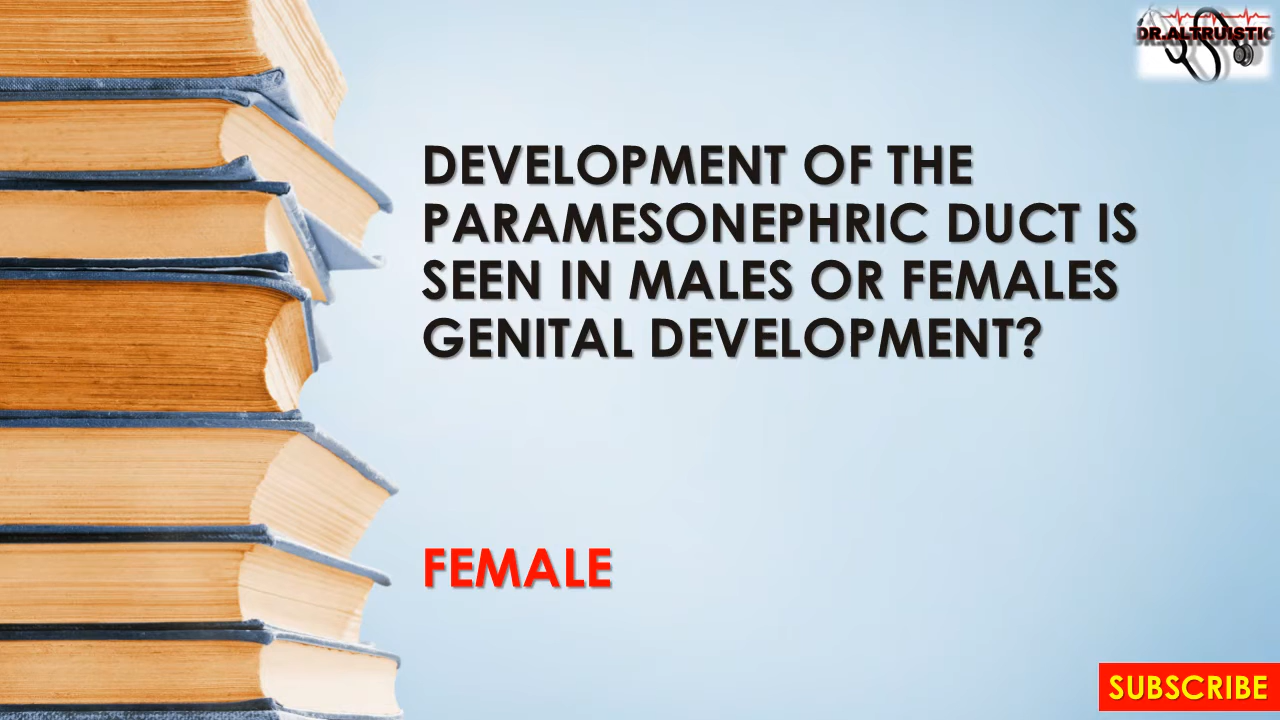 DR.ALTRUISTIC
DEVELOPMENT OF THE
PARAMESONEPHRIC DUCT IS
SEEN IN MALES OR FEMALES
GENITAL DEVELOPMENT?
FEMALE
SUBSCRIBE